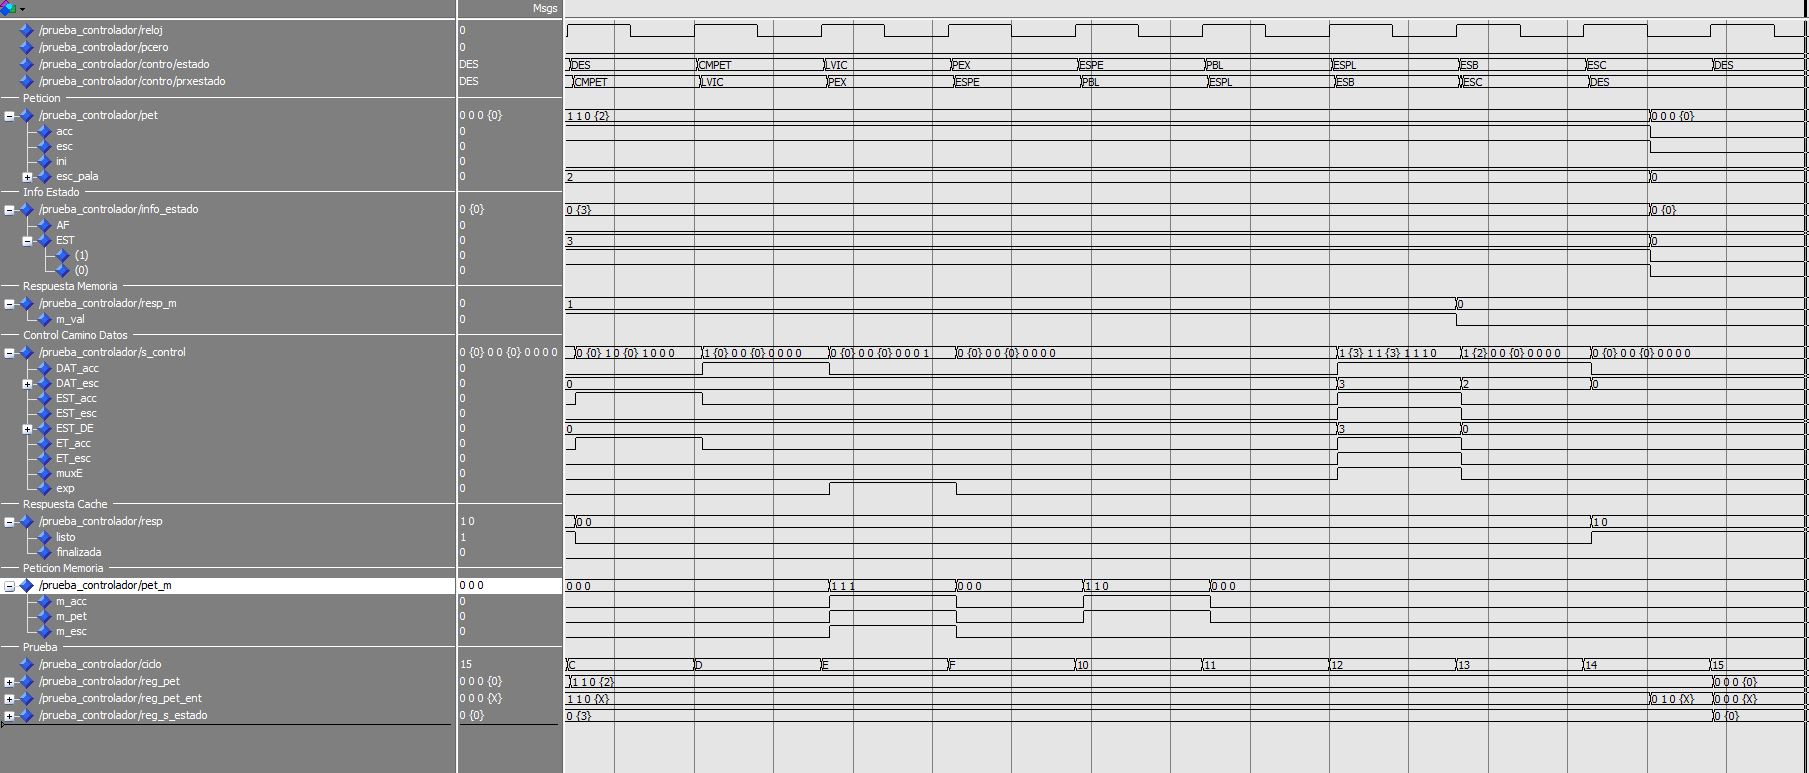 Msgs
/prueba_controlador/reloj 0
/prueba_controlador/pcero 0
/prueba_controlador/contro/estado DES DES CMPET LVIC PEX ESPE PBL ESPL ESB ESC DES
/prueba_controlador/contro/prxestado DES CMPET LVIC PEX ESPE PBL ESPL ESB ESC DES
Peticion
/prueba_controlador/pet 0 0 0 {0} 1 1 0 {2} 0 0 0 {0}
acc 0
esc 0
ini 0
esc_pala 0 2 0
Info Estado
/prueba_controlador/info_estado 0 {0} 0 {3} 0 {0}
AF 0
EST 0 3 0
(1) 0
(0) 0
Respuesta Memoria
/prueba_controlador/resp_m 0 1 0
m_val 0
Control Camino Datos
/prueba_controlador/s_control 0 {0} 0 0 {0} 0 0 0 0 0 {0} 1 0 {0} 1 0 0 0 1 {0} 0 0 {0} 0 0 0 0 0 {0} 0 0 {0} 0 0 0 1 0 {0} 0 0 {0} 0 0 0 0 1 {3} 1 1 {3} 1 1 1 0 1 {2} 0 0 {0} 0 0 0 0 0 {0} 0 0 {0} 0 0 0 0
DAT_acc 0
DAT_esc 0 0 3 2 0
EST_acc 0
EST_esc 0
EST_DE 0 0 3 0
ET_acc 0
ET_esc 0
muxE 0
exp 0
Respuesta Cache
/prueba_controlador/resp 1 0 0 0 1 0
listo 1
finalizada 0
Peticion Memoria
/prueba_controlador/pet_m 0 0 0 0 0 0 1 1 1 0 0 0 1 1 0 0 0 0
m_acc 0
m_pet 0
m_esc 0
Prueba
/prueba_controlador/ciclo 15 C D E F 10 11 12 13 14 15
/prueba_controlador/reg_pet 0 0 0 {0} 1 1 0 {2} 0 0 0 {0}
/prueba_controlador/reg_pet_ent 0 0 0 {X} 1 1 0 {X} 0 1 0 {X} 0 0 0 {X}
/prueba_controlador/reg_s_estado 0 {0} 0 {3} 0 {0}